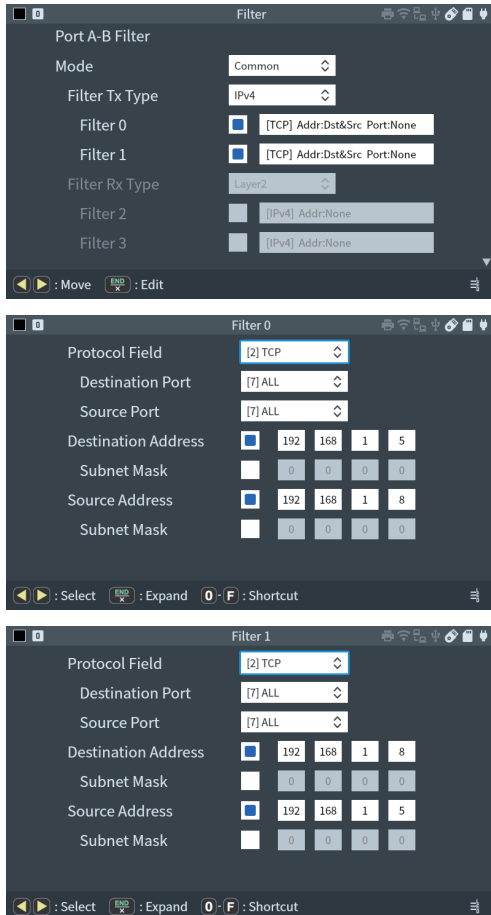 0 Filter
Port A-B Filter
Mode Common
Filter Tx Type IPv4
Filter 0 [TCP] Addr:Dst&Src Port:None
Filter 1 [TCP] Addr:Dst&Src Port:None
Filter Rx Type Layer2
Filter 2 [IPv4] Addr:None
Filter 3 [IPv4] Addr:None
: Move END × : Edit
0 Filter 0
Protocol Field [2] TCP
Destination Port [7] ALL
Source Port [7] ALL
Destination Address 192 168 1 5
Subnet Mask 0 0 0 0
Source Address 192 168 1 8
Subnet Mask 0 0 0 0
: Select END × : Expand 0 - F : Shortcut
0 Filter 1
Protocol Field [2] TCP
Destination Port [7] ALL
Source Port [7] ALL
Destination Address 192 168 1 8
Subnet Mask 0 0 0 0
Source Address 192 168 1 5
Subnet Mask 0 0 0 0
: Select END × : Expand 0 - F : Shortcut